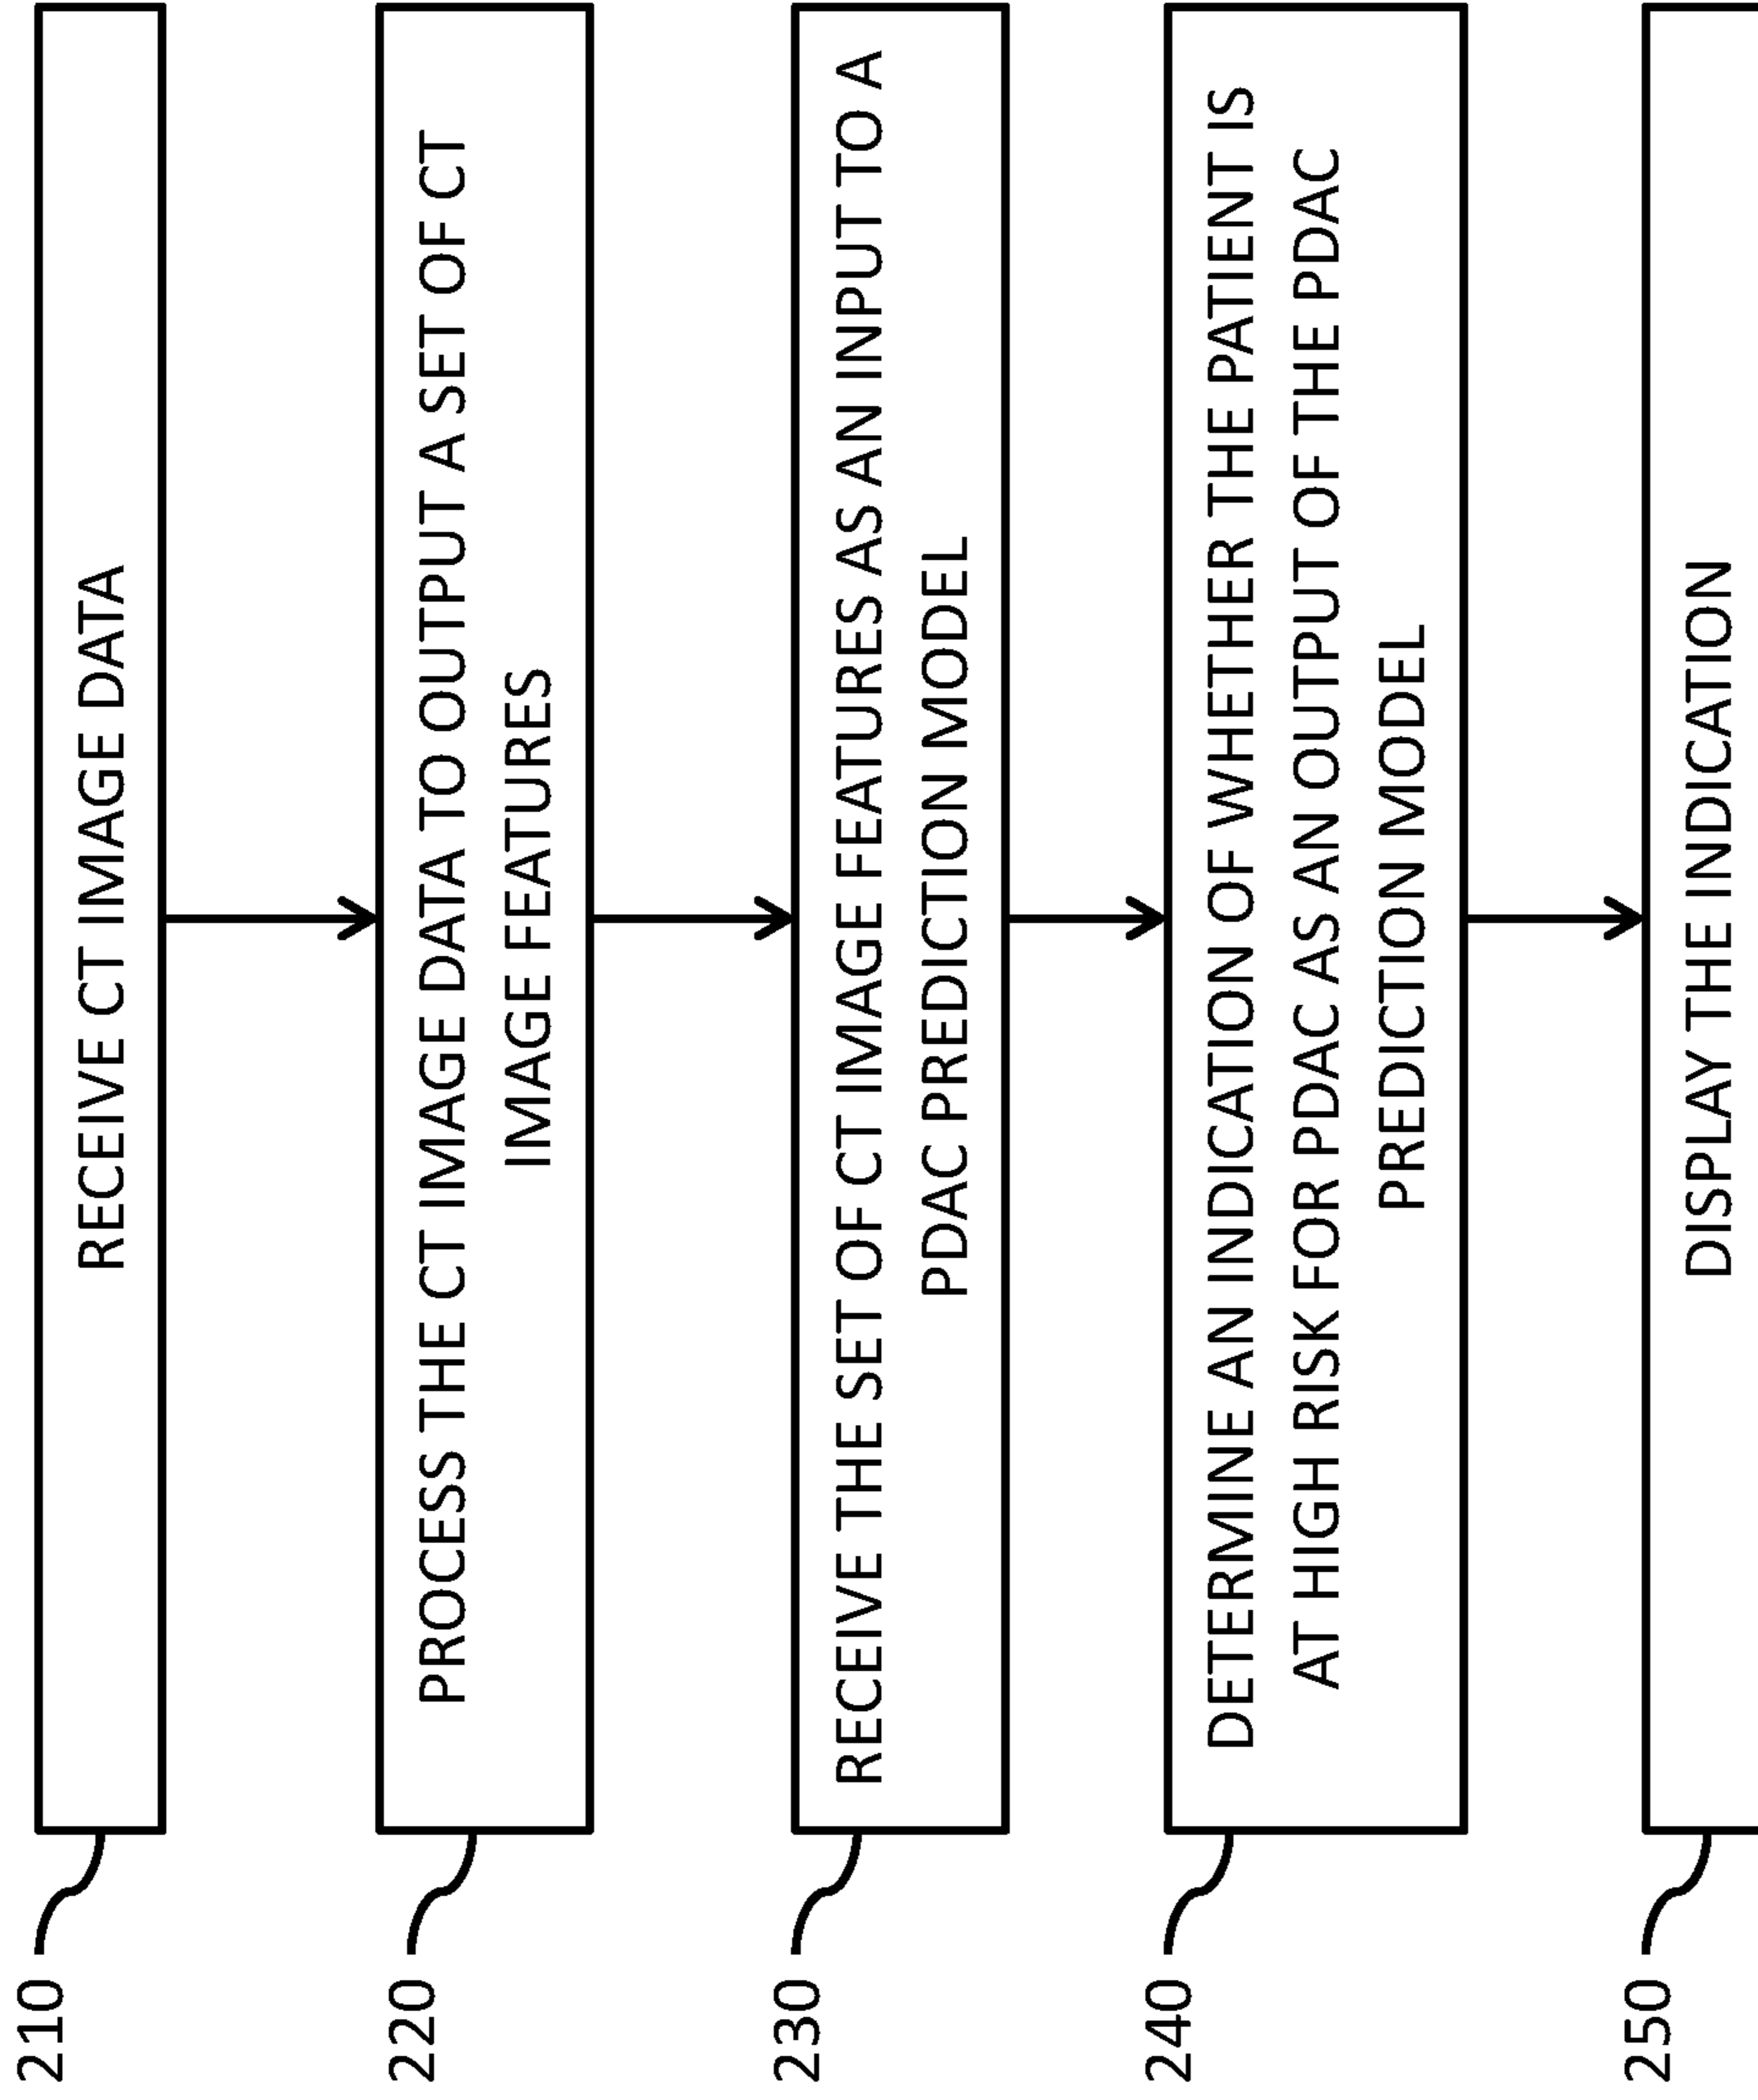 210
RECEIVE CT IMAGE DATA
220
PROCESS THE CT IMAGE DATA TO OUTPUT A SET OF CT
IMAGE FEATURES
230
RECEIVE THE SET OF CT IMAGE FEATURES AS AN INPUT TO A
PDAC PREDICTION MODEL
240
DETERMINE AN INDICATION OF WHETHER THE PATIENT IS
AT HIGH RISK FOR PDAC AS AN OUTPUT OF THE PDAC
PREDICTION MODEL
250
DISPLAY THE INDICATION